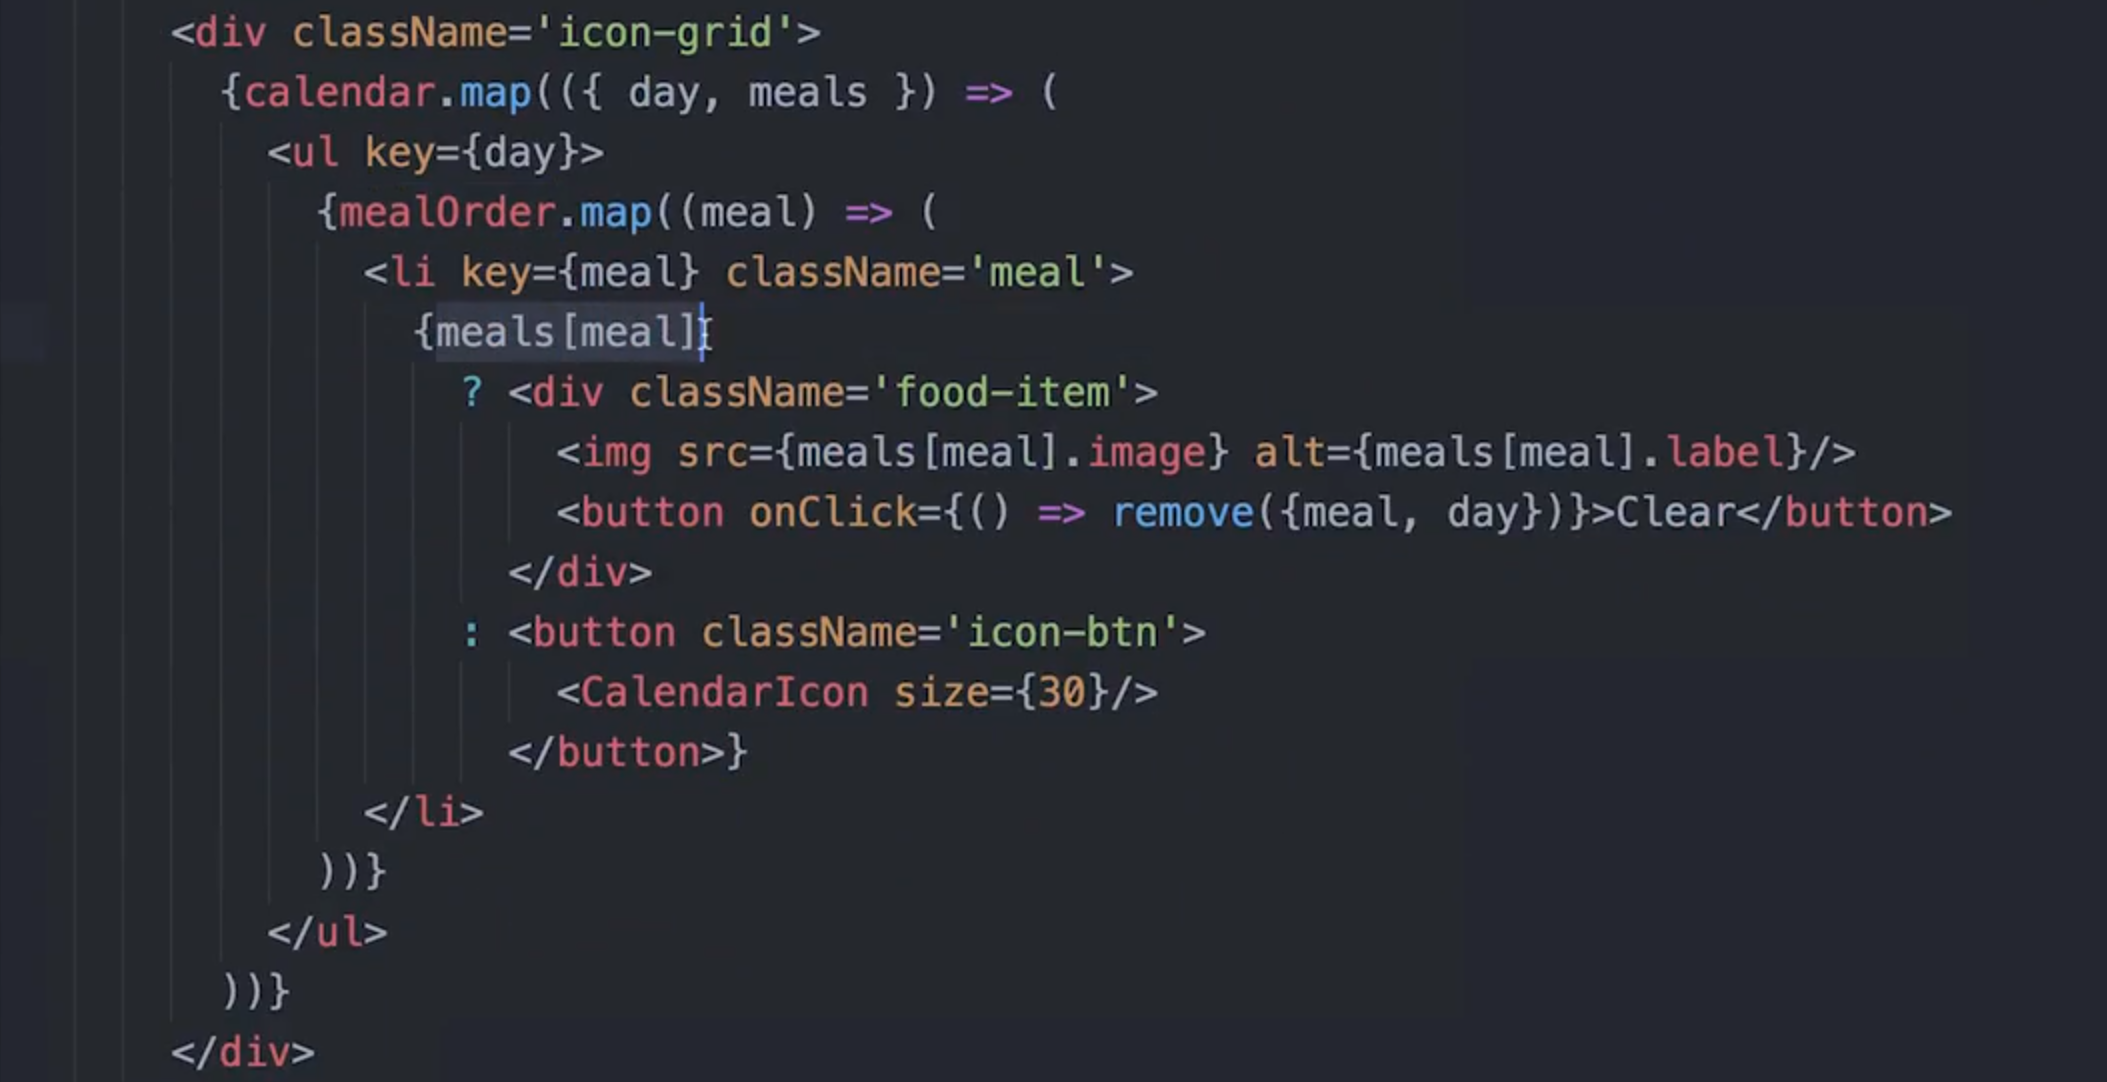 <div className='icon-grid'>
{calendar.map(({ day, meals }) => (
<ul key={day}>
{mealOrder.map((meal) => (
<li key={meal} className='meal'>
{meals[meal]
? <div className='food-item'>
<img src={meals[meal].image} alt={meals[meal].label}/>
<button onClick={() => remove({meal, day})}>Clear</button>
</div>
: <button className='icon-btn'>
<CalendarIcon size={30}/>
</button>}
</li>
))}
</ul>
))}
</div>